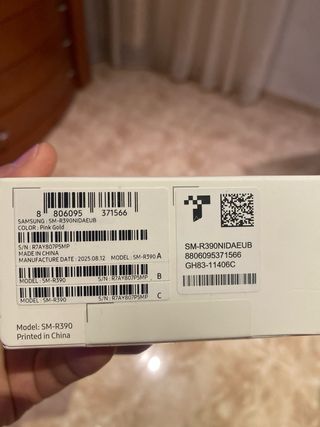 8 806095 371566
SAMSUNG : SM-R390NIDAEUB
COLOR : Pink Gold
S/N : R7AY807P5MP
MADE IN CHINA
MANUFACTURE DATE : 2025.08.12 MODEL: SM-R390 A
MODEL: SM-R390 S/N : R7AY807P5MP B
MODEL: SM-R390 S/N : R7AY807P5MP C
Model: SM-R390
Printed in China
SM-R390NIDAEUB
8806095371566
GH83-11406C